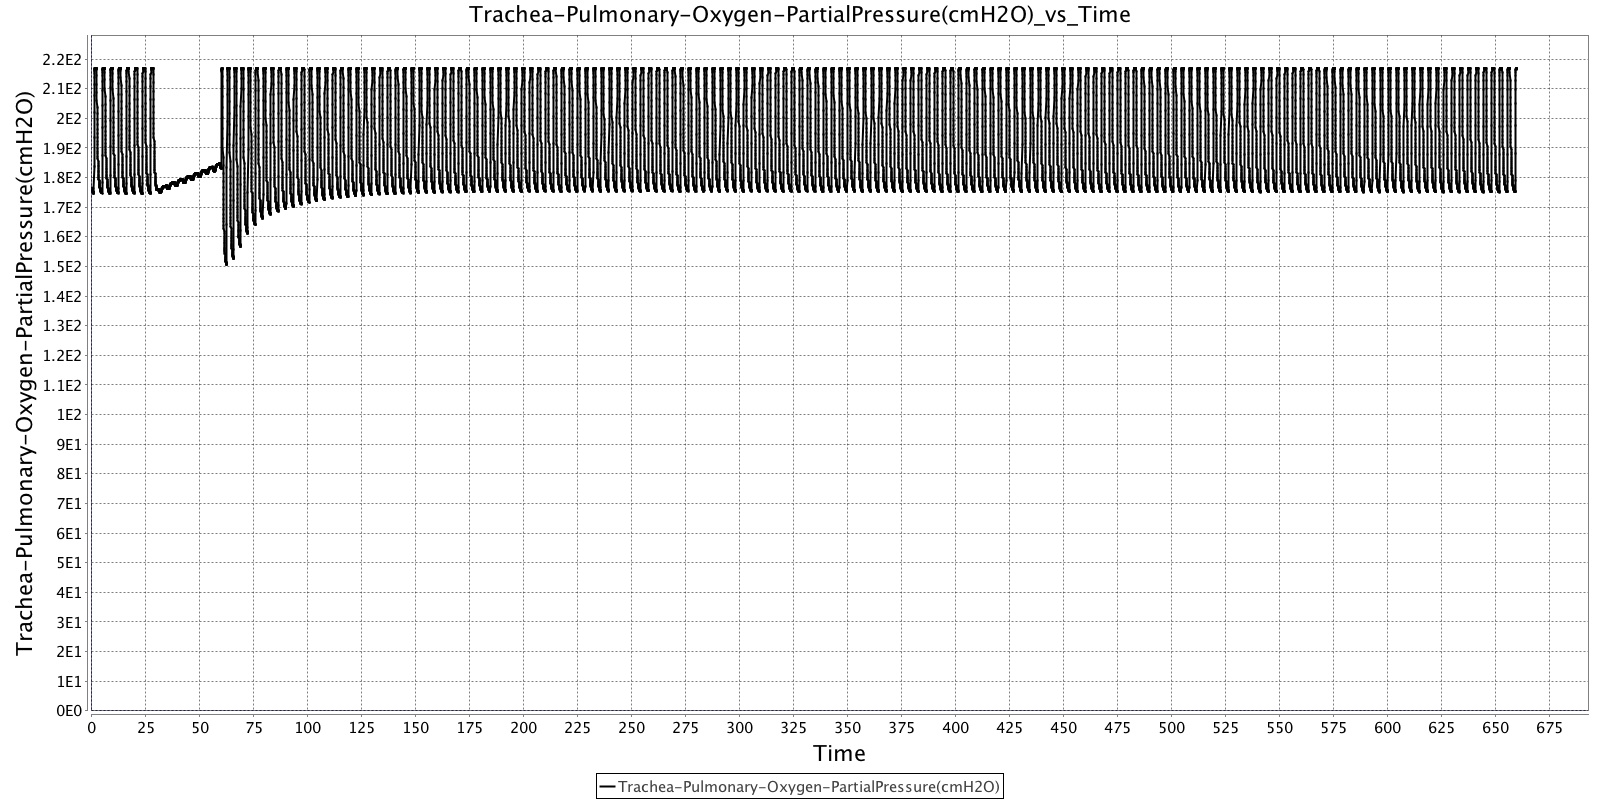 Trachea-Pulmonary-Oxygen-PartialPressure(cmH2O)_vs_Time
Trachea-Pulmonary-Oxygen-PartialPressure(cmH2O)
2.2E2
2.1E2
2E2
1.9E2
1.8E2
1.7E2
1.6E2
1.5E2
1.4E2
1.3E2
1.2E2
1.1E2
1E2
9E1
8E1
7E1
6E1
5E1
4E1
3E1
2E1
1E1
0E0
0 25 50 75 100 125 150 175 200 225 250 275 300 325 350 375 400 425 450 475 500 525 550 575 600 625 650 675
Time
Trachea-Pulmonary-Oxygen-PartialPressure(cmH2O)